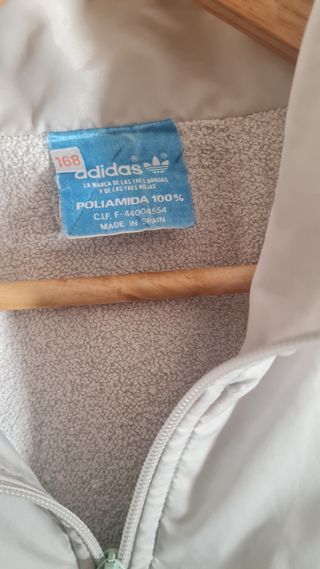 168
adidas
LA MARCA DE LAS TRES BANDAS
Y DE LAS TRES HOJAS
POLIAMIDA 100%
C.I.F. F-44004554
MADE IN SPAIN